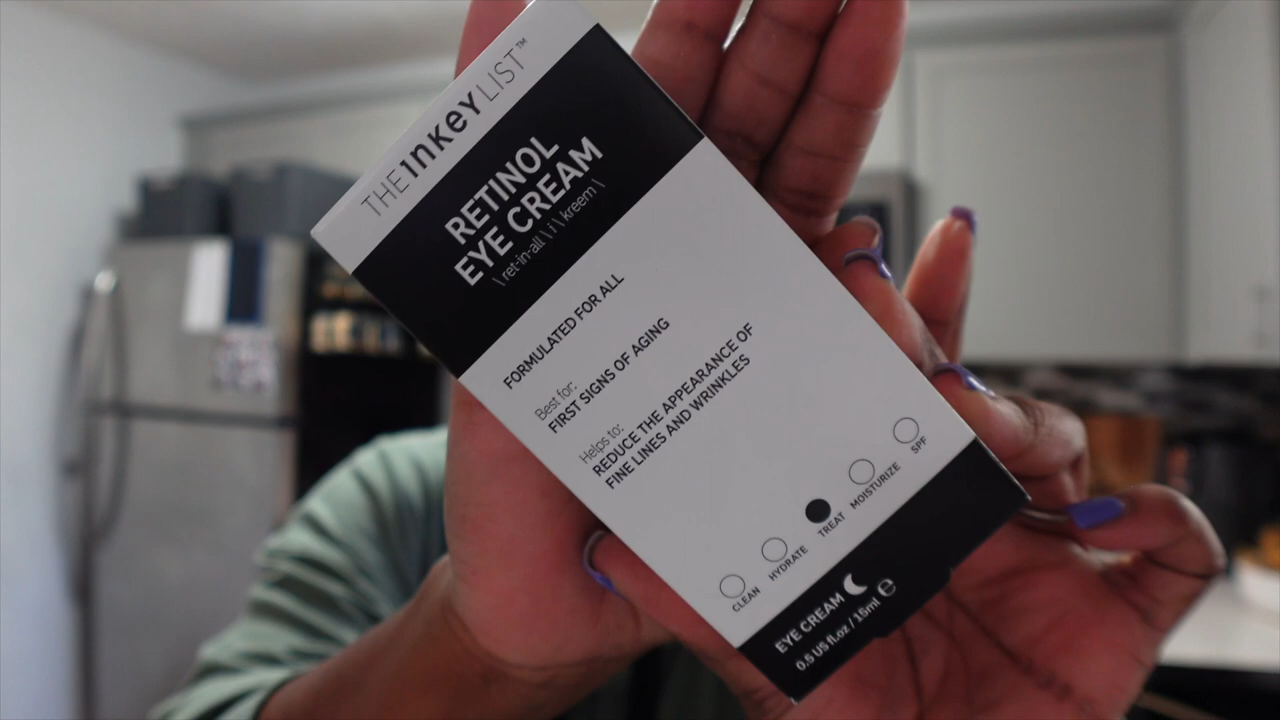 THE INKEY LIST™
RETINOL
EYE CREAM
\ ret-in-all \ i \ kreem \
FORMULATED FOR ALL
Best for:
FIRST SIGNS OF AGING
Helps to:
REDUCE THE APPEARANCE OF
FINE LINES AND WRINKLES
CLEAN HYDRATE TREAT MOISTURIZE SPF
EYE CREAM
0.5 US fl.oz / 15ml ℮